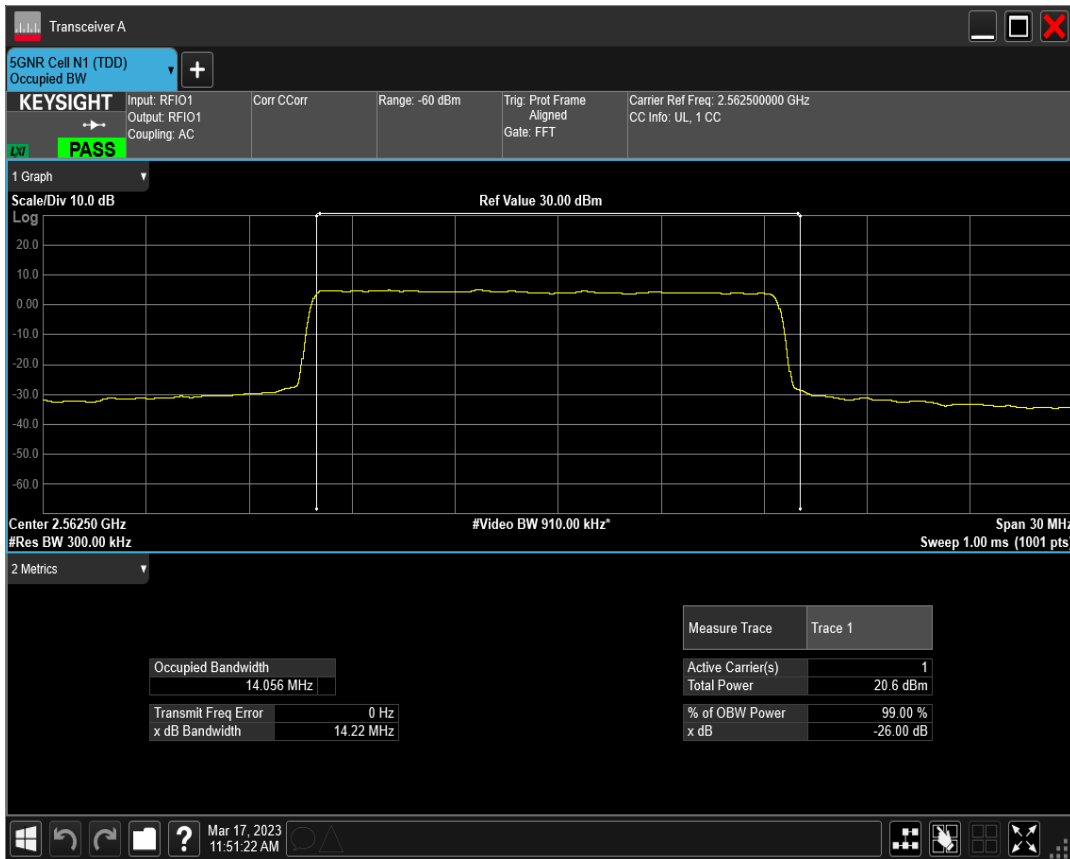 Transceiver A
5GNR Cell N1 (TDD)
Occupied BW
+
KEYSIGHT
LXI
PASS
Input: RFIO1
Output: RFIO1
Coupling: AC
Corr CCorr
Range: -60 dBm
Trig: Prot Frame
Aligned
Gate: FFT
Carrier Ref Freq: 2.562500000 GHz
CC Info: UL, 1 CC
1 Graph
Scale/Div 10.0 dB
Ref Value 30.00 dBm
Log
20.0
10.0
0.00
-10.0
-20.0
-30.0
-40.0
-50.0
-60.0
Center 2.56250 GHz
#Video BW 910.00 kHz*
Span 30 MHz
#Res BW 300.00 kHz
Sweep 1.00 ms (1001 pts)
2 Metrics
Measure Trace Trace 1
Occupied Bandwidth
14.056 MHz
Active Carrier(s) 1
Total Power 20.6 dBm
Transmit Freq Error 0 Hz
x dB Bandwidth 14.22 MHz
% of OBW Power 99.00 %
x dB -26.00 dB
?
Mar 17, 2023
11:51:22 AM